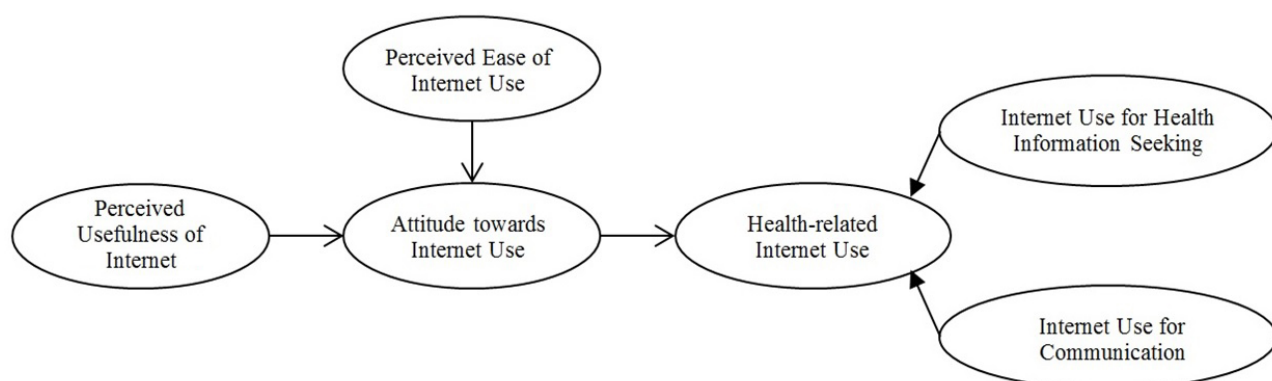 Perceived Ease of
Internet Use
Internet Use for Health
Information Seeking
Perceived
Usefulness of
Internet
Attitude towards
Internet Use
Health-related
Internet Use
Internet Use for
Communication